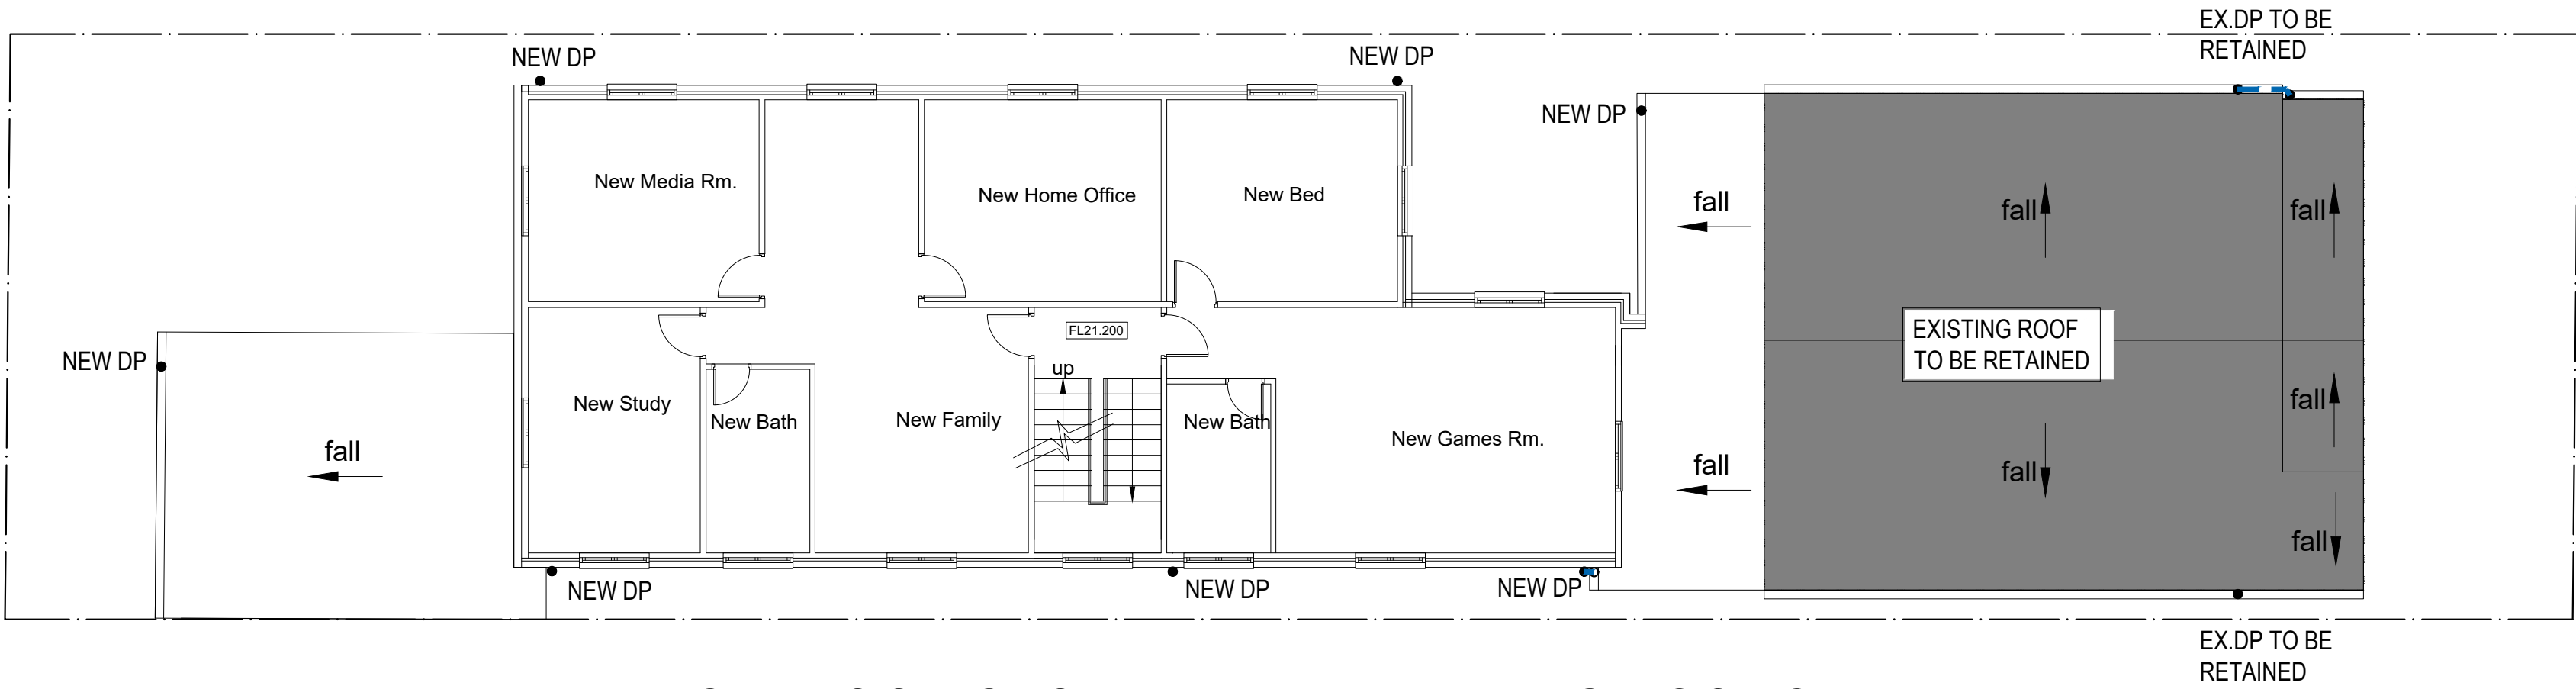 EX.DP TO BE
RETAINED
NEW DP
NEW DP
NEW DP
New Media Rm.
New Home Office
New Bed
fall
fall
fall
FL21.200
EXISTING ROOF
TO BE RETAINED
NEW DP
up
New Study
New Bath
New Family
New Bath
New Games Rm.
fall
fall
fall
fall
fall
NEW DP
NEW DP
NEW DP
EX.DP TO BE
RETAINED